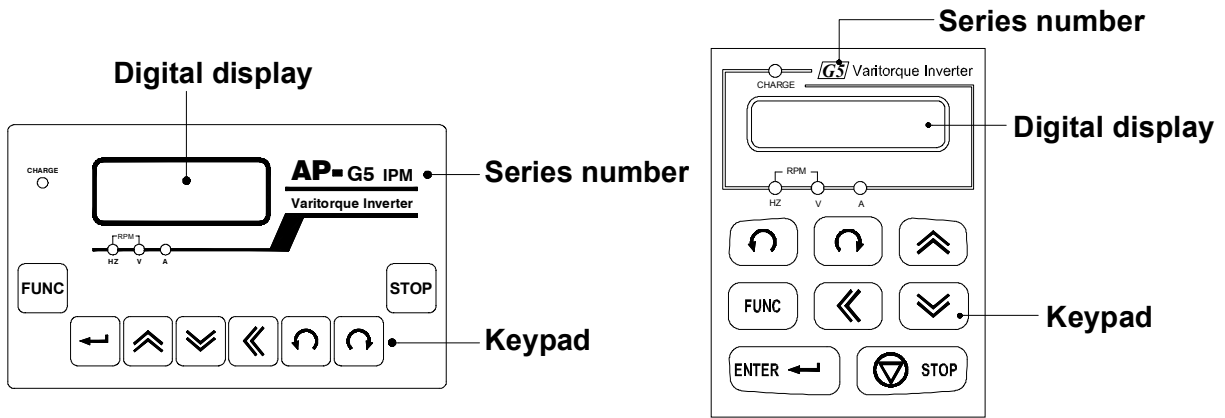 Digital display
CHARGE
AP- G5 IPM
Series number
Varitorque Inverter
RPM
HZ V A
FUNC
STOP
Keypad
Series number
G5 Varitorque Inverter
CHARGE
Digital display
RPM
HZ V A
FUNC
Keypad
ENTER STOP